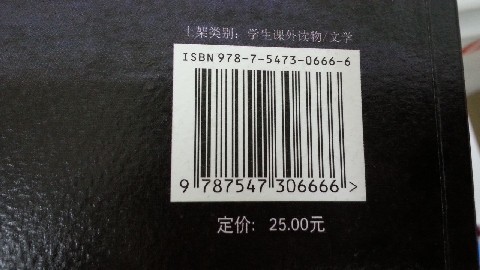 上架类别：学生课外读物/文学
ISBN 978-7-5473-0666-6
9 787547 306666 >
定价：25.00元